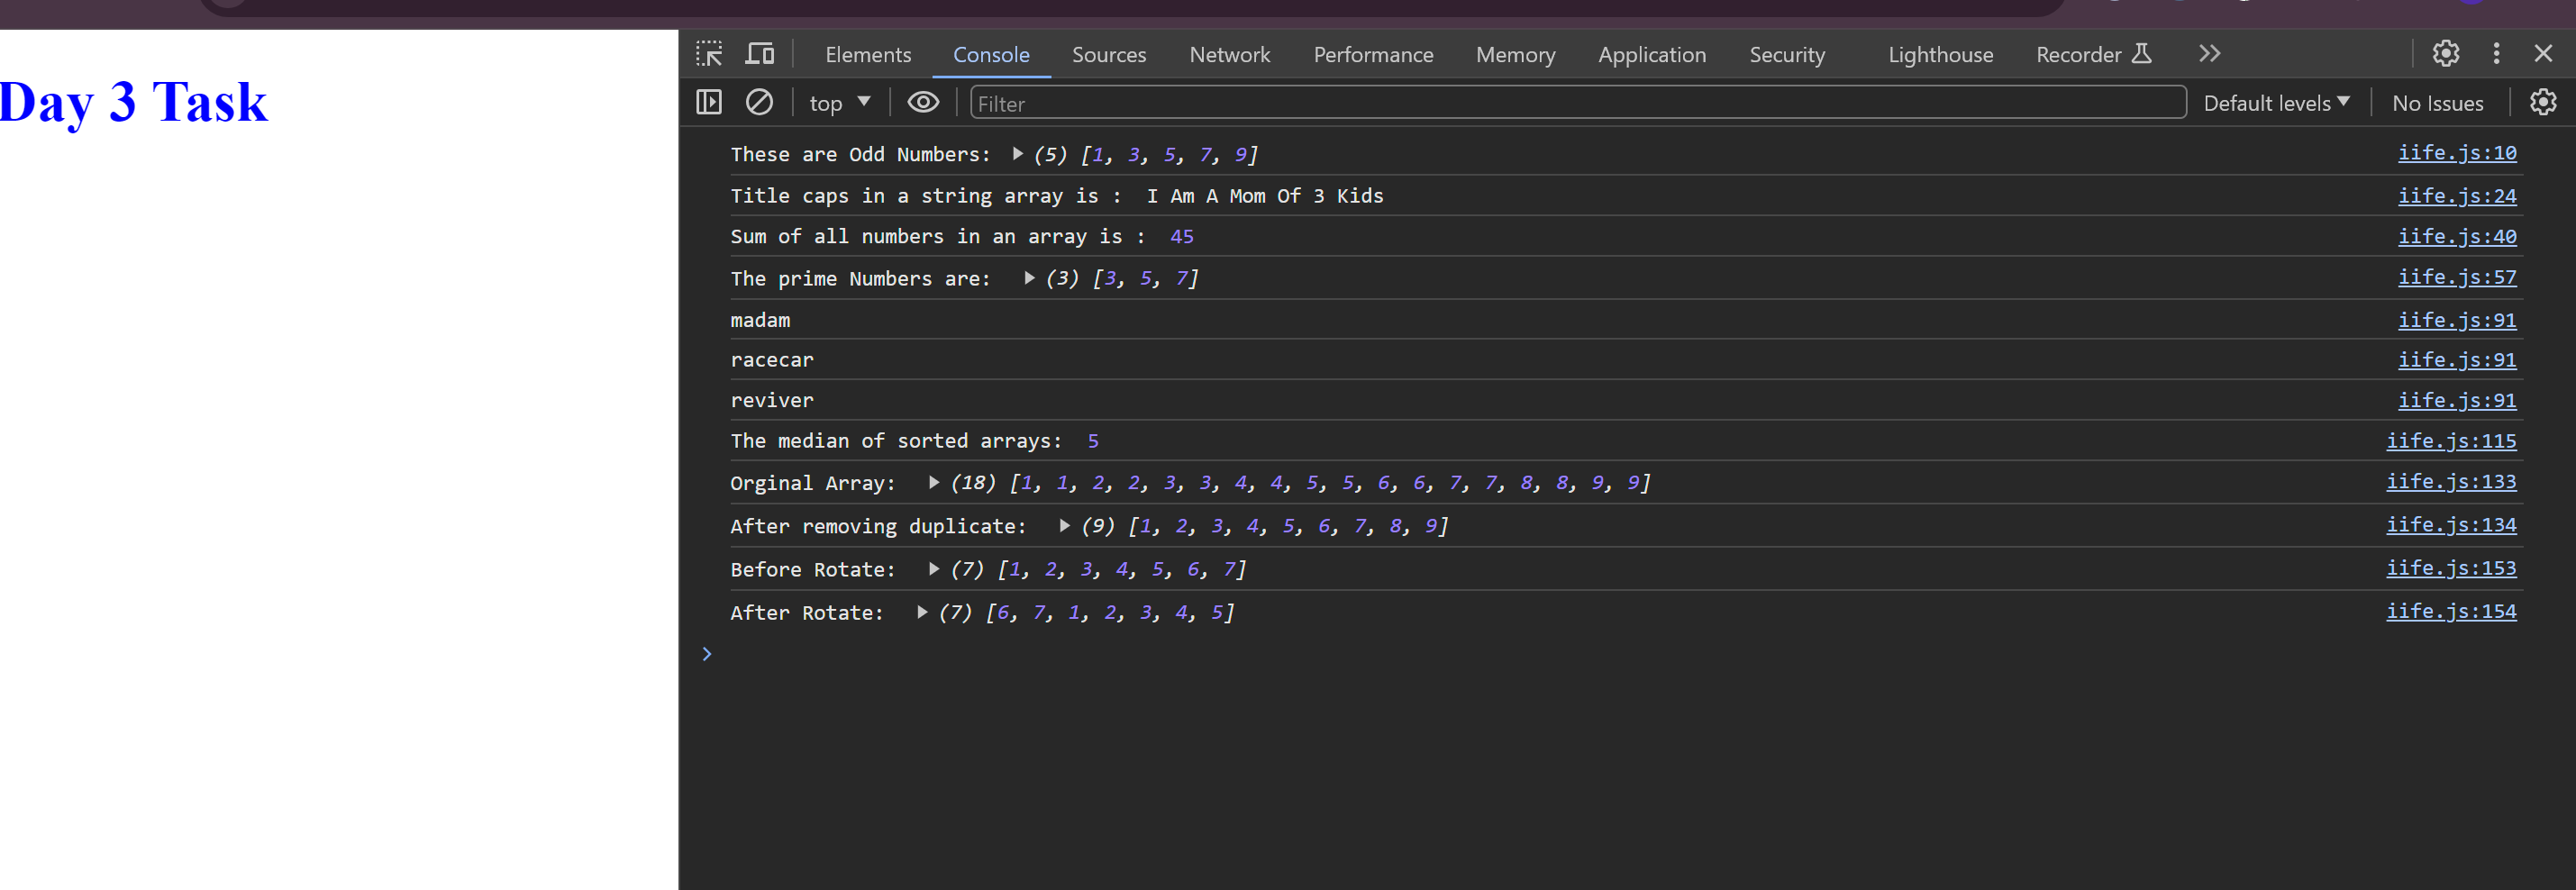 Day 3 Task
Elements Console Sources Network Performance Memory Application Security Lighthouse Recorder
top Filter Default levels No Issues
These are Odd Numbers: (5) [1, 3, 5, 7, 9] iife.js:10
Title caps in a string array is : I Am A Mom Of 3 Kids iife.js:24
Sum of all numbers in an array is : 45 iife.js:40
The prime Numbers are: (3) [3, 5, 7] iife.js:57
madam iife.js:91
racecar iife.js:91
reviver iife.js:91
The median of sorted arrays: 5 iife.js:115
Orginal Array: (18) [1, 1, 2, 2, 3, 3, 4, 4, 5, 5, 6, 6, 7, 7, 8, 8, 9, 9] iife.js:133
After removing duplicate: (9) [1, 2, 3, 4, 5, 6, 7, 8, 9] iife.js:134
Before Rotate: (7) [1, 2, 3, 4, 5, 6, 7] iife.js:153
After Rotate: (7) [6, 7, 1, 2, 3, 4, 5] iife.js:154